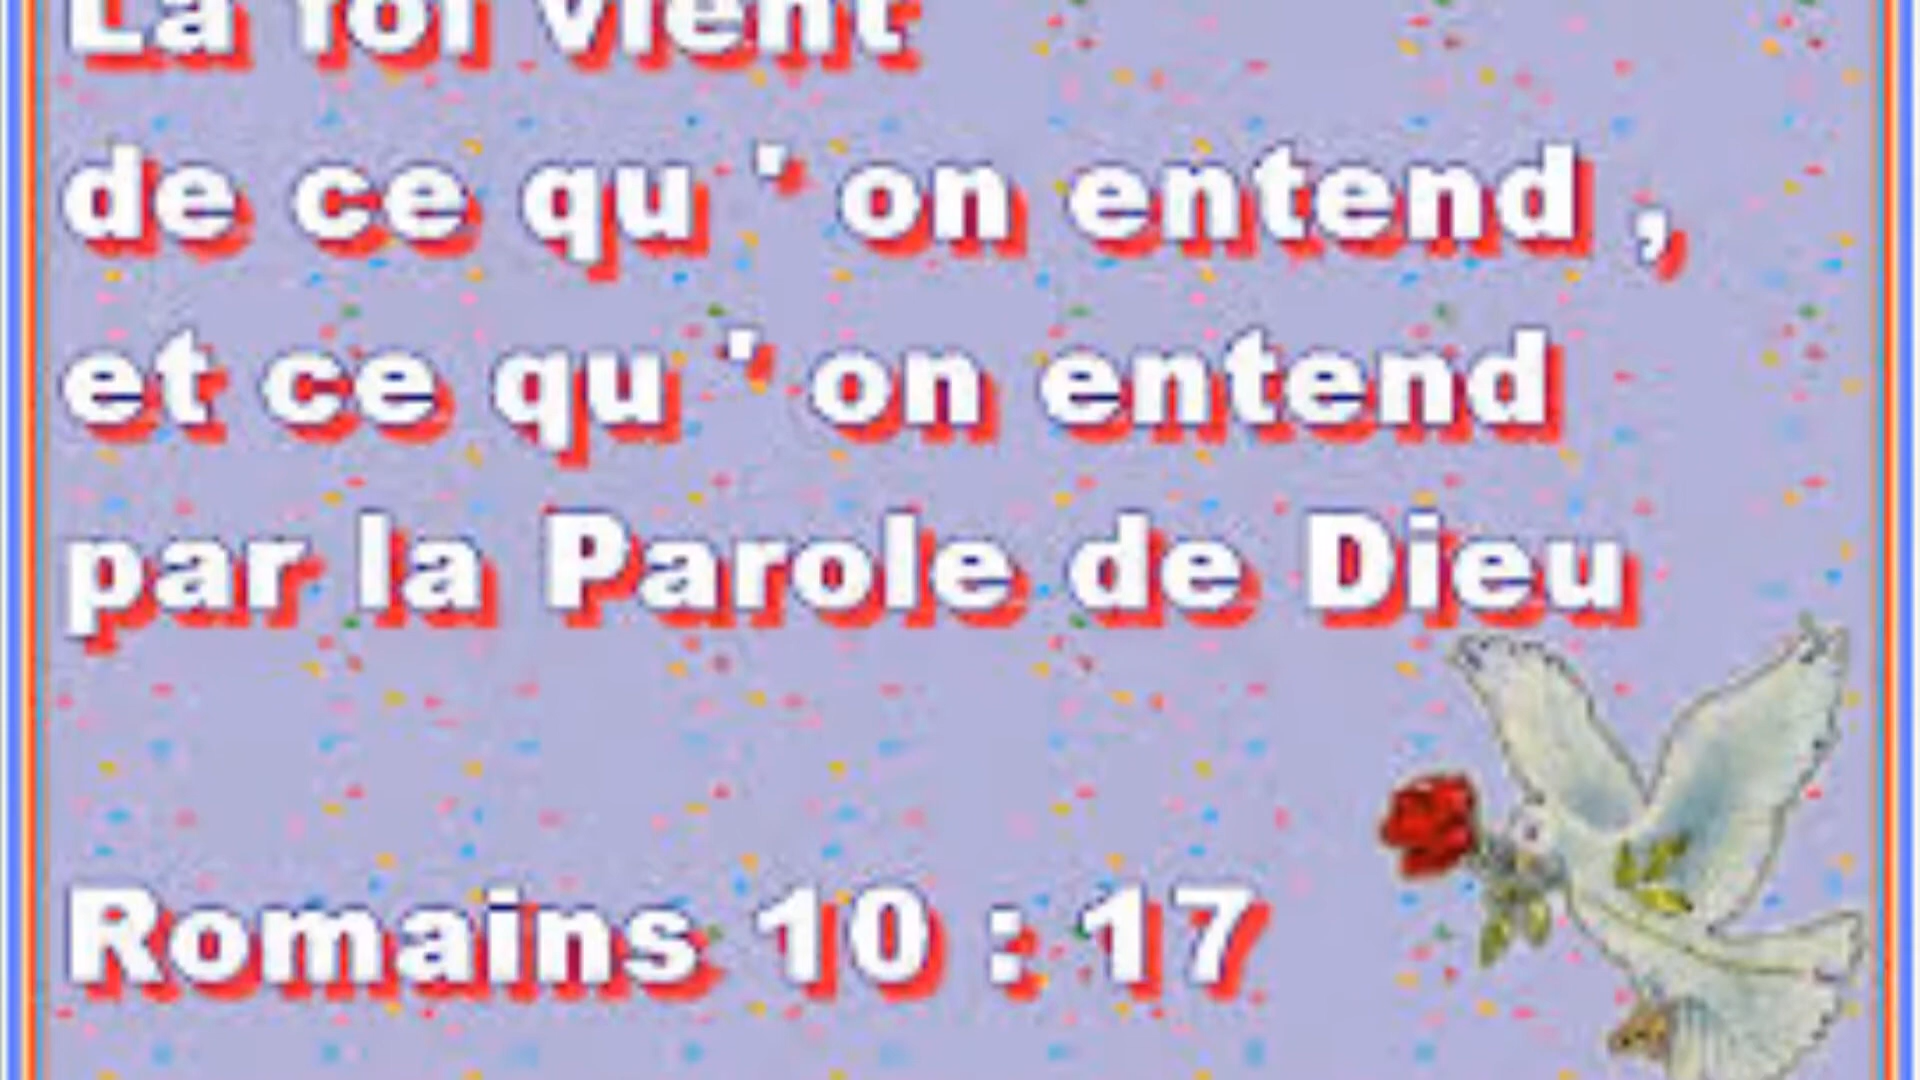 La foi vient
de ce qu ' on entend ,
et ce qu ' on entend
par la Parole de Dieu
Romains 10 : 17